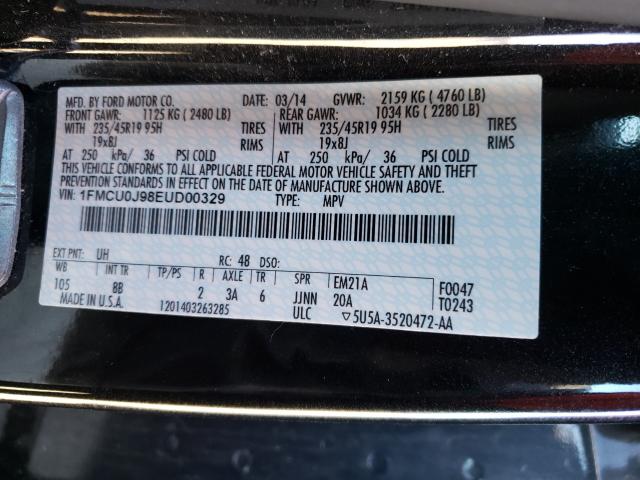 MFD. BY FORD MOTOR CO. 03/14 GVWR: 2159 KG ( 4760 LB)
FRONT GAWR: 1125 KG ( 2480 LB) REAR GAWR: 1034 KG ( 2280 LB)
WITH 235/45R19 95H TIRES WITH 235/45R19 95H TIRES
19x8J RIMS 19x8J RIMS
AT 250 kPa/ 36 PSI COLD AT 250 kPa/ 36 PSI COLD
THIS VEHICLE CONFORMS TO ALL APPLICABLE FEDERAL MOTOR VEHICLE SAFETY AND THEFT
PREVENTION STANDARDS IN EFFECT ON THE DATE OF MANUFACTURE SHOWN ABOVE.
VIN: 1FMCU0J98EUD00329 TYPE: MPV
EXT PNT: UH RC: 48 DSO:
WB INT TR TP/PS R AXLE TR SPR EM21A F0047
105 8B 2 3A 6 JJNN 20A T0243
MADE IN U.S.A. 1201403263285 ULC ▽5U5A-3520472-AA